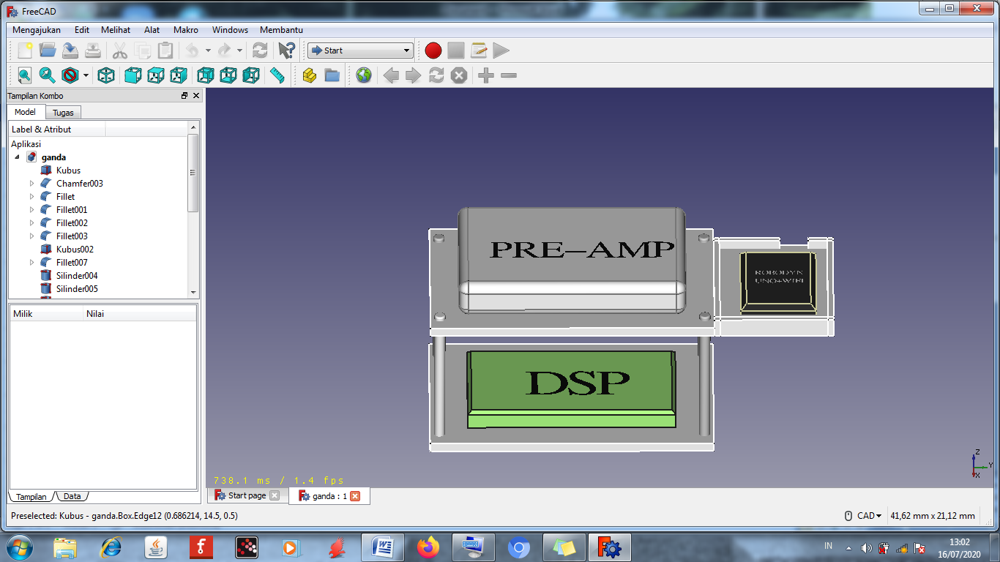 FreeCAD
Mengajukan Edit Melihat Alat Makro Windows Membantu
Start
Tampilan Kombo
Model Tugas
Label & Atribut
Aplikasi
ganda
Kubus
Chamfer003
Fillet
Fillet001
Fillet002
Fillet003
Kubus002
Fillet007
Silinder004
Silinder005
Milik Nilai
Tampilan Data
PRE-AMP
ROBODYN
UNO+WIFI
DSP
Z
Y
X
738.1 ms / 1.4 fps
Start page ganda : 1
Preselected: Kubus - ganda.Box.Edge12 (0.686214, 14.5, 0.5)
CAD 41,62 mm x 21,12 mm
IN
13:02
16/07/2020